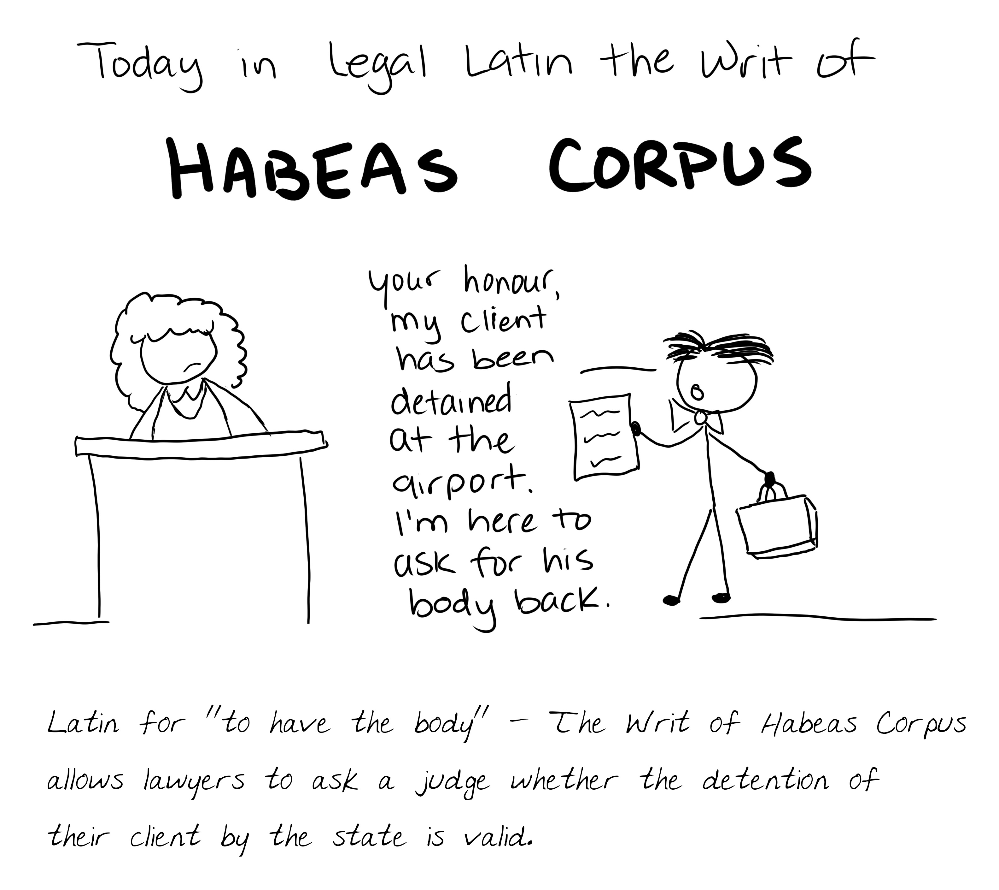 Today in Legal Latin the Writ of
HABEAS CORPUS
your honour,
my client
has been
detained
at the
airport.
I'm here to
ask for his
body back.
Latin for "to have the body" - The Writ of Habeas Corpus
allows lawyers to ask a judge whether the detention of
their client by the state is valid.